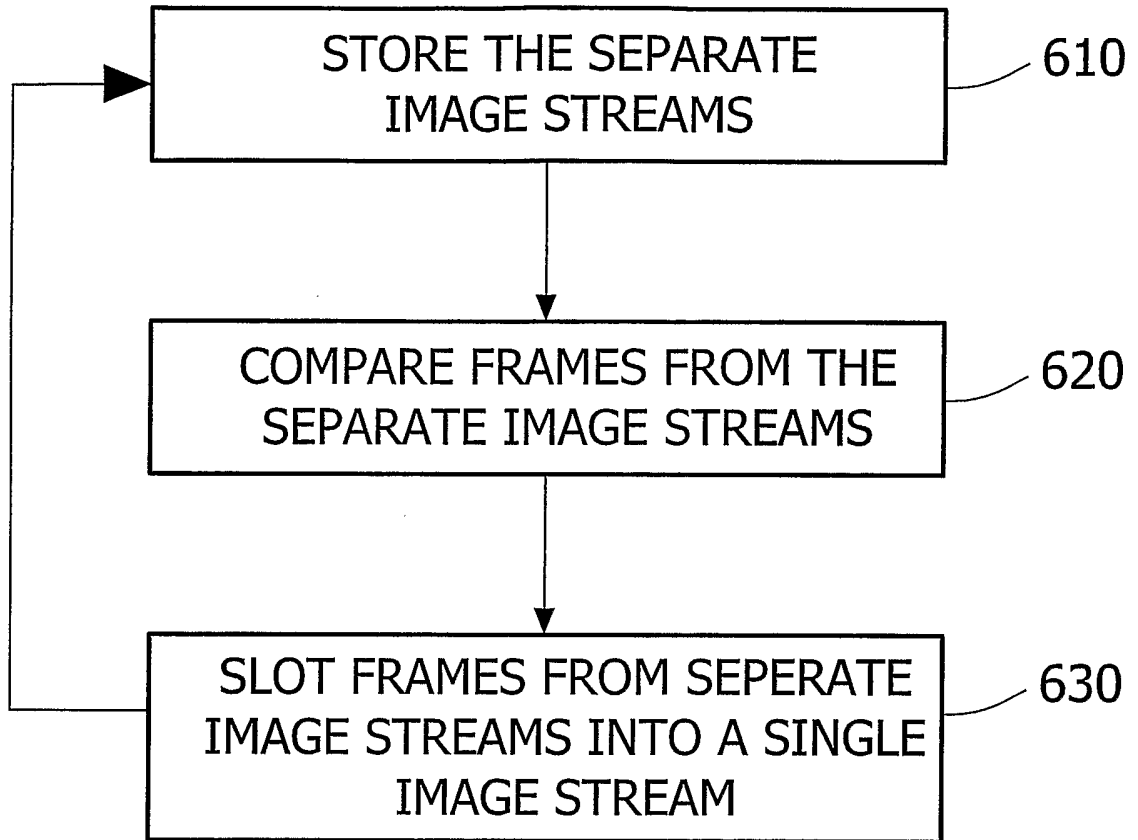 STORE THE SEPARATE
IMAGE STREAMS
610
COMPARE FRAMES FROM THE
SEPARATE IMAGE STREAMS
620
SLOT FRAMES FROM SEPERATE
IMAGE STREAMS INTO A SINGLE
IMAGE STREAM
630